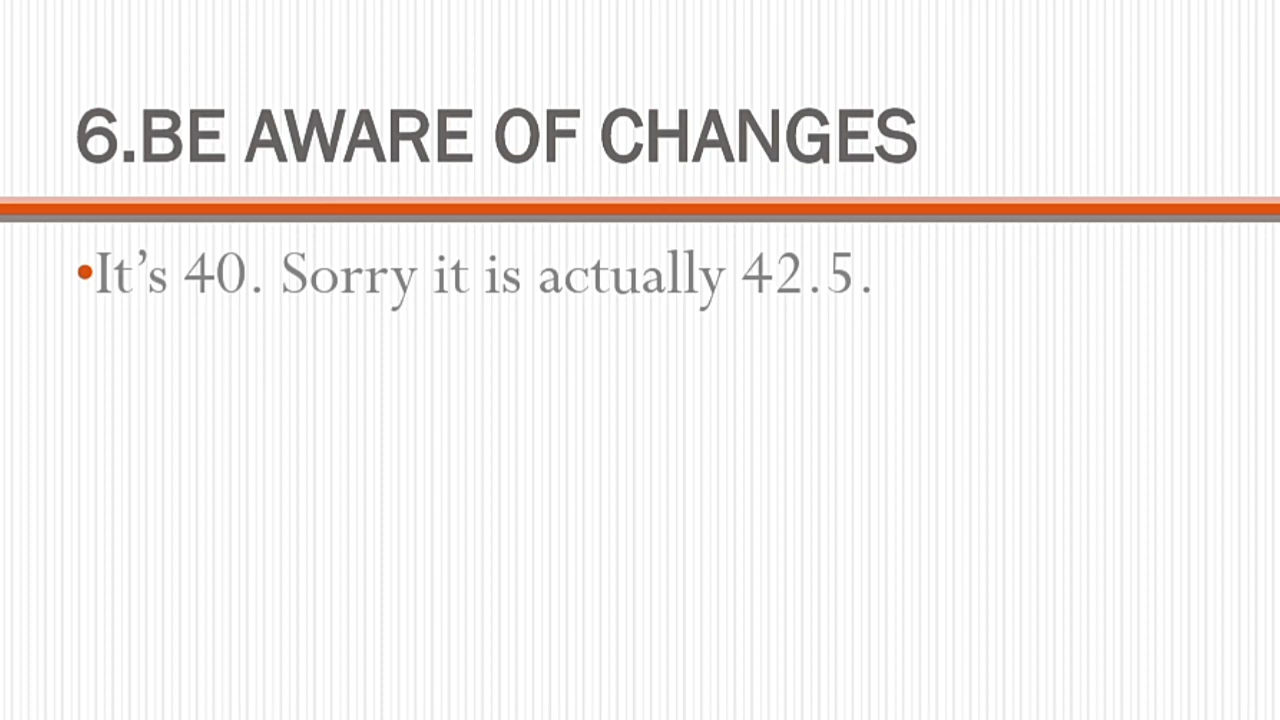 6.BE AWARE OF CHANGES
•It’s 40. Sorry it is actually 42.5.